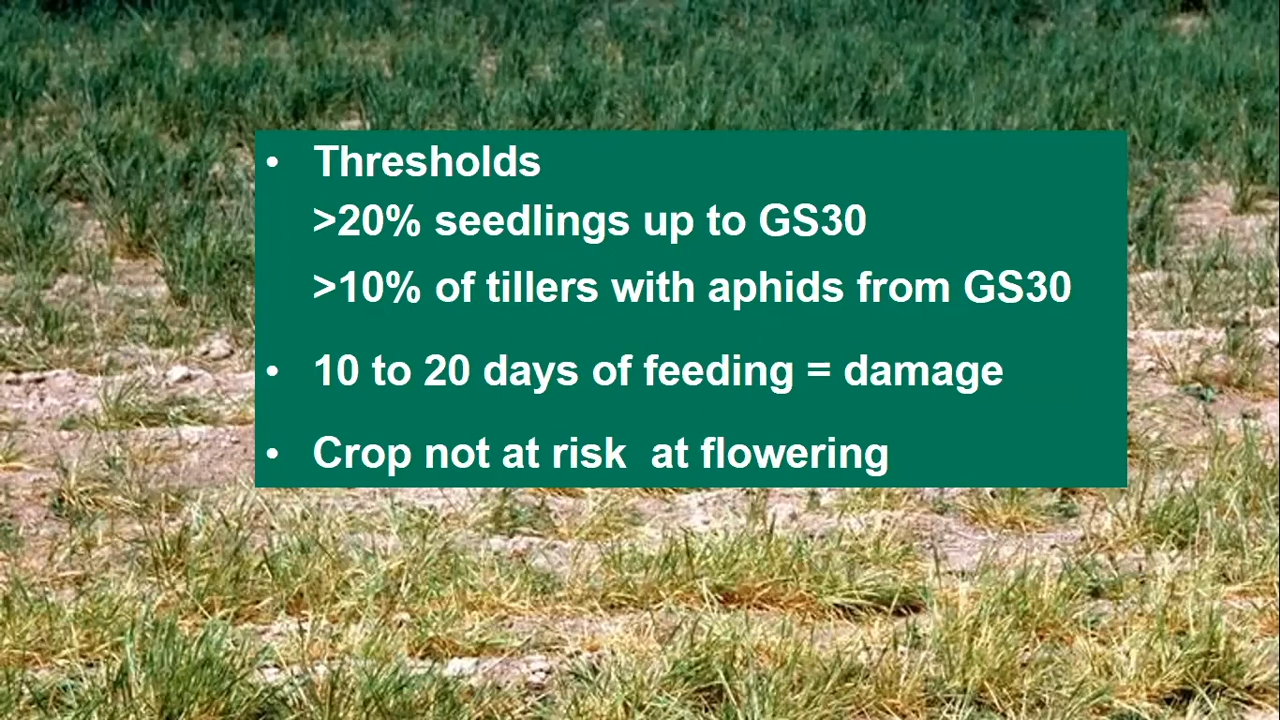 • Thresholds
>20% seedlings up to GS30
>10% of tillers with aphids from GS30
• 10 to 20 days of feeding = damage
• Crop not at risk  at flowering